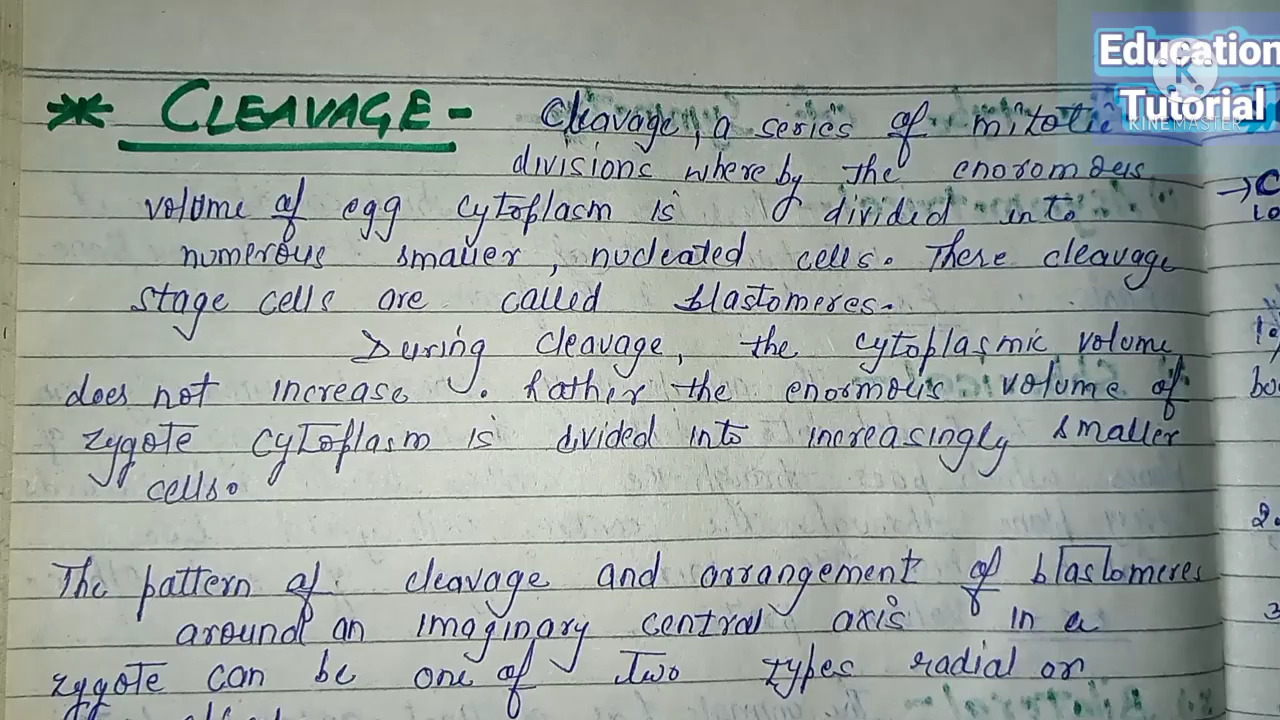 Education
Tutorial
KINEMASTER
* CLEAVAGE - Cleavage, a series of mitotic
divisions where by the enoromous
volume of egg cytoplasm is divided into
numerous smaller, nucleated cells. These cleavage
stage cells are called blastomeres.
During cleavage, the cytoplasmic volume
does not increase. Rather the enormous volume of
zygote cytoplasm is divided into increasingly smaller
cells.
The pattern of cleavage and arrangement of blastomeres
around an imaginary central axis in a
zygote can be one of Two types radial or